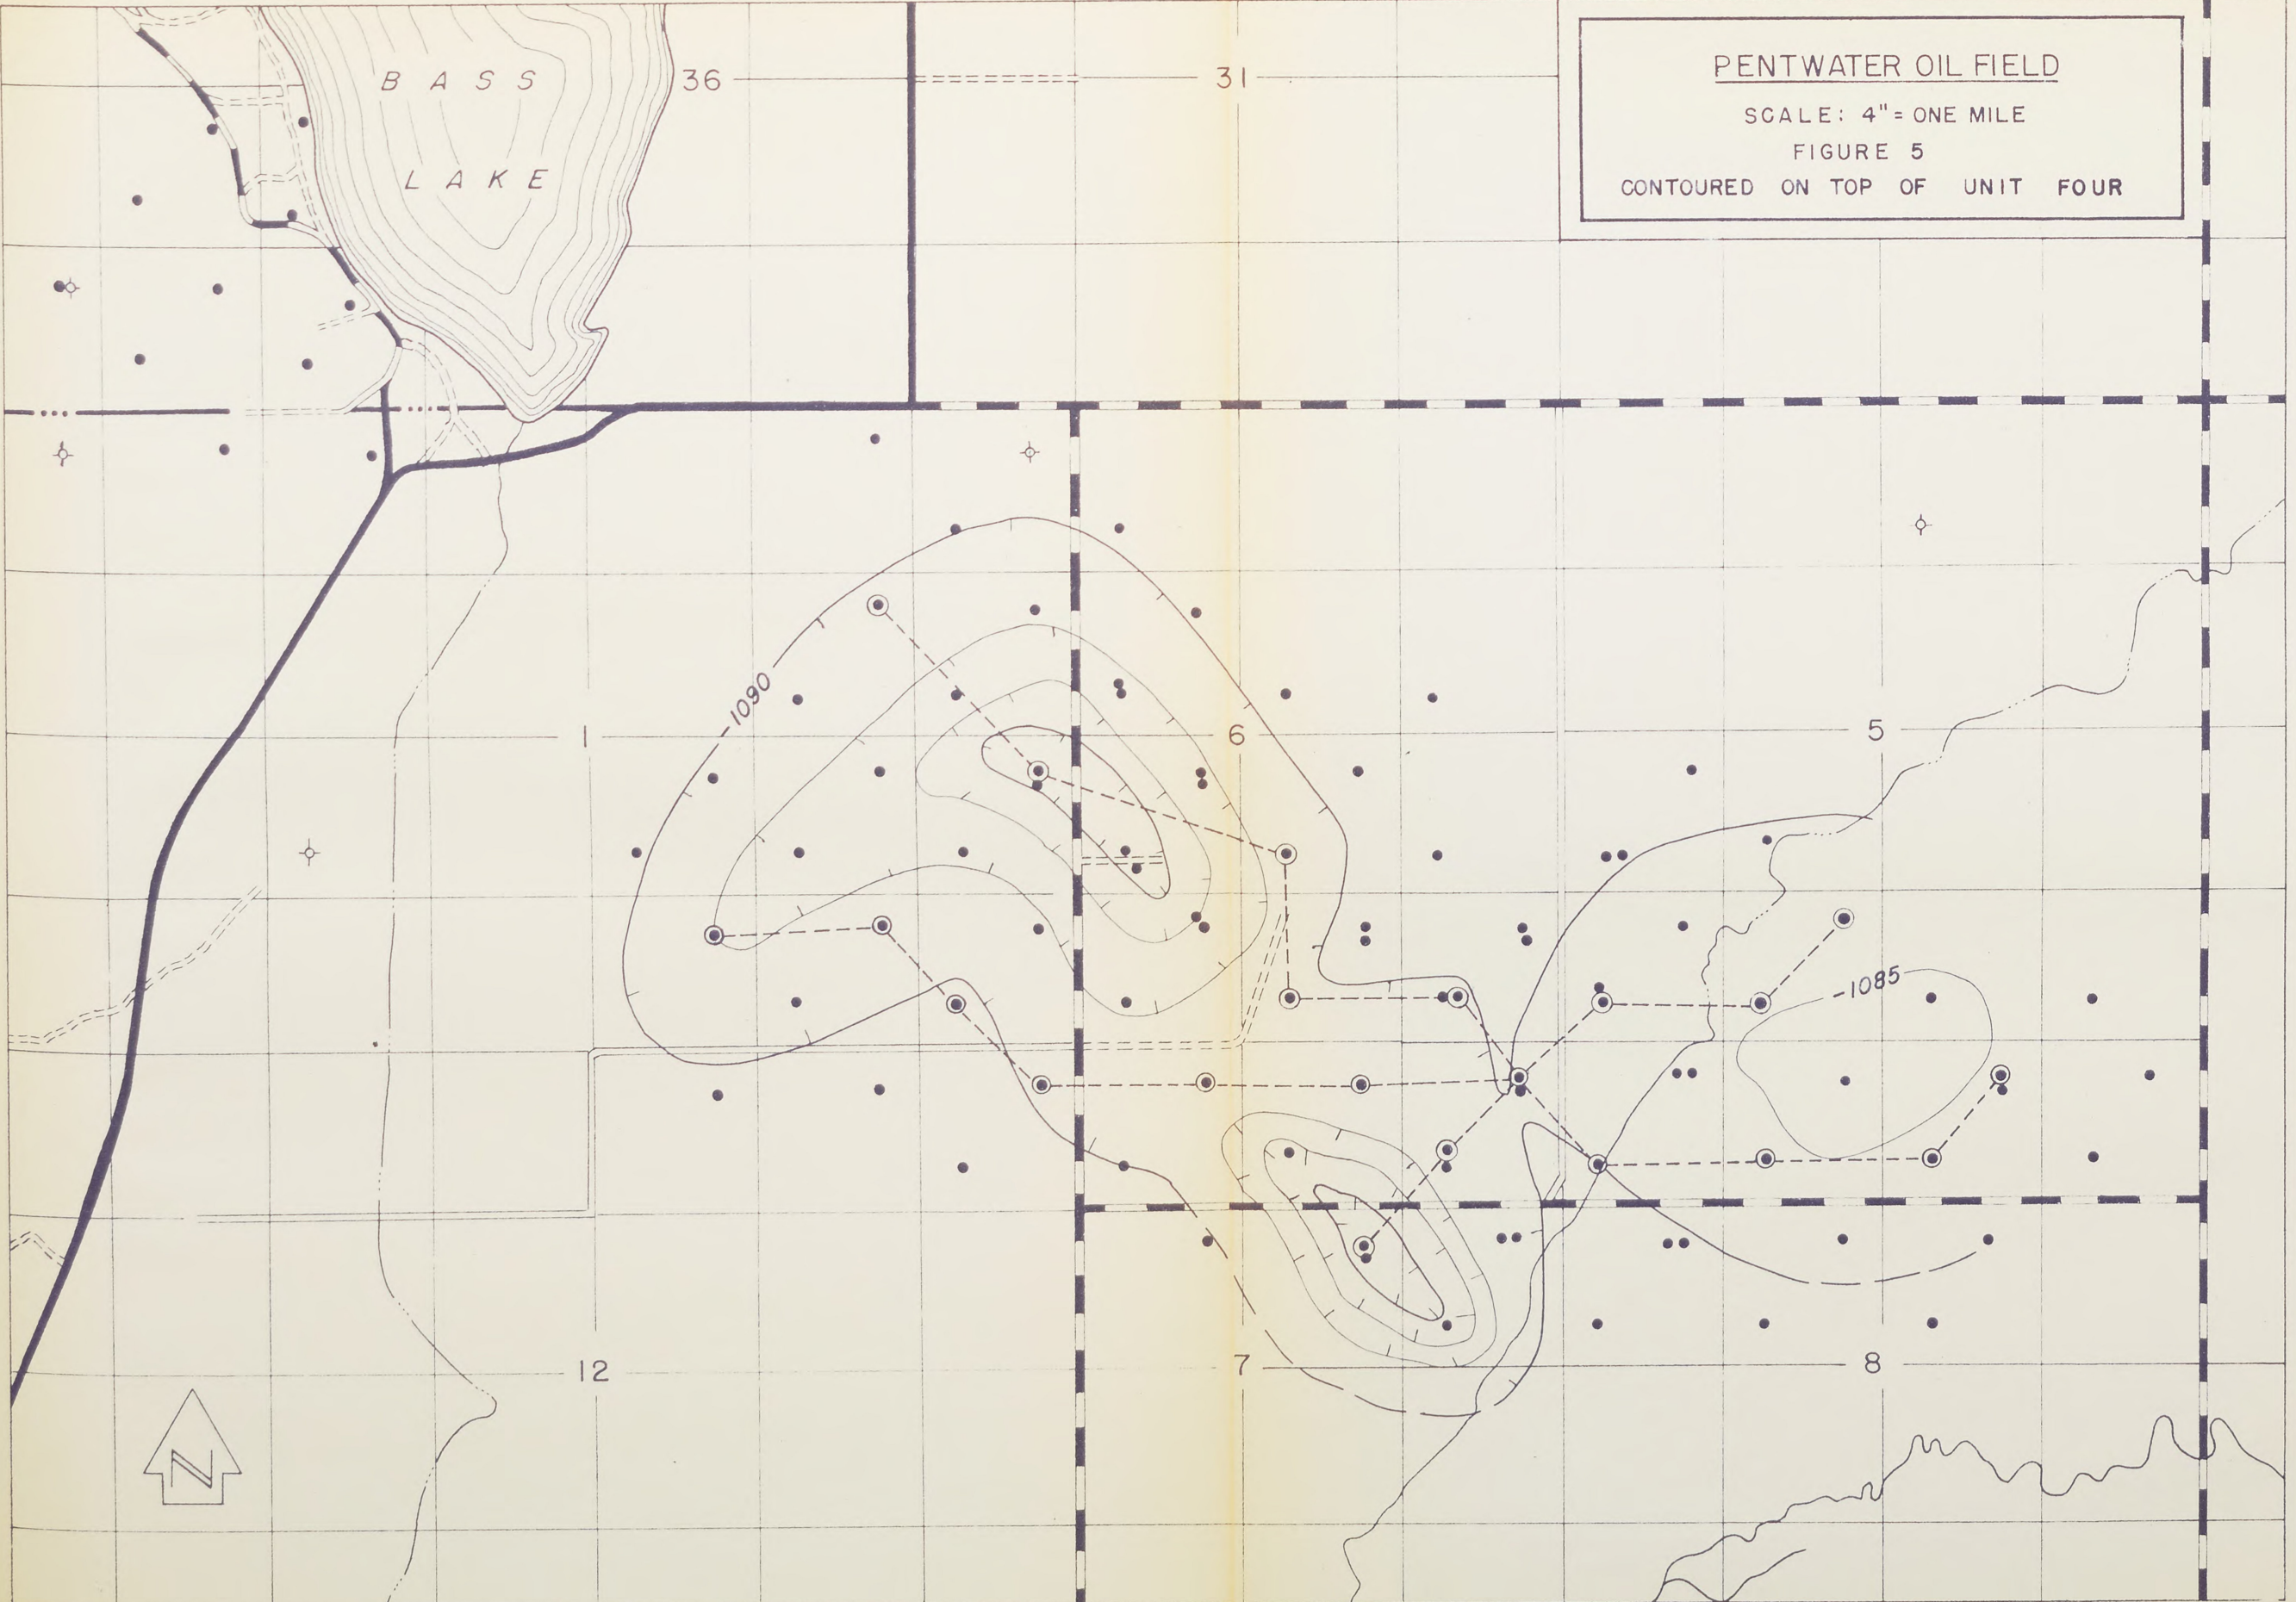 PENTWATER OIL FIELD
SCALE: 4" = ONE MILE
FIGURE 5
CONTOURED ON TOP OF UNIT FOUR
BASS
LAKE
36
31
-1090
1
6
5
-1085
12
7
8
N